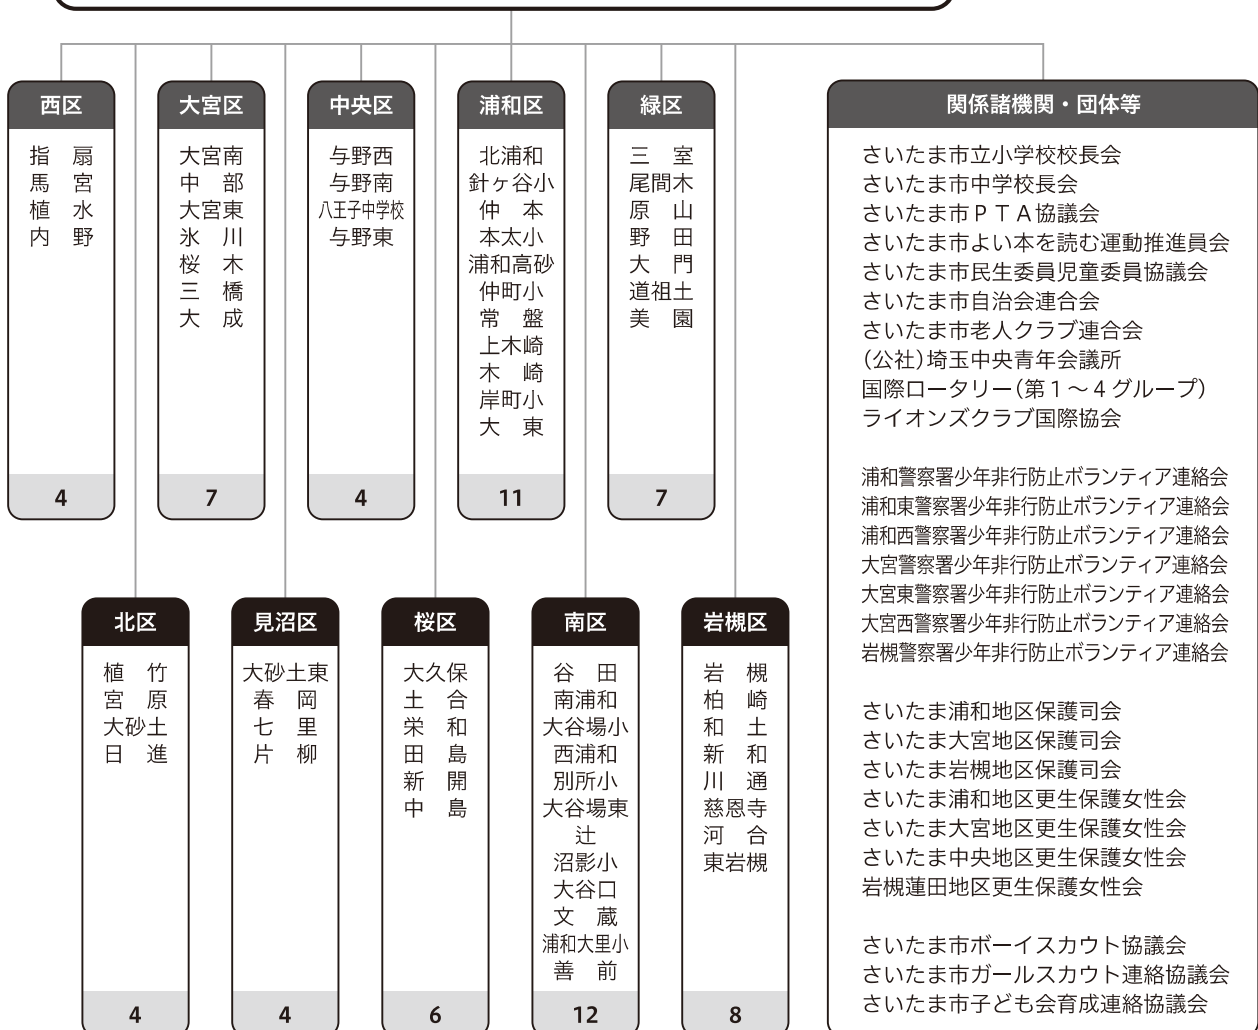 西区
指　扇
馬　宮
植　水
内　野
4
大宮区
大宮南
中　部
大宮東
氷　川
桜　木
三　橋
大　成
7
中央区
与野西
与野南
八王子中学校
与野東
4
浦和区
北浦和
針ヶ谷小
仲　本
本太小
浦和高砂
仲町小
常　盤
上木崎
木　崎
岸町小
大　東
11
緑区
三　室
尾間木
原　山
野　田
大　門
道祖土
美　園
7
北区
植　竹
宮　原
大砂土
日　進
4
見沼区
大砂土東
春　岡
七　里
片　柳
4
桜区
大久保
土　合
栄　和
田　島
新　開
中　島
6
南区
谷　田
南浦和
大谷場小
西浦和
別所小
大谷場東
辻
沼影小
大谷口
文　蔵
浦和大里小
善　前
12
岩槻区
岩　槻
柏　崎
和　土
新　和
川　通
慈恩寺
河　合
東岩槻
8
関係諸機関・団体等
さいたま市立小学校校長会
さいたま市中学校長会
さいたま市ＰＴＡ協議会
さいたま市よい本を読む運動推進員会
さいたま市民生委員児童委員協議会
さいたま市自治会連合会
さいたま市老人クラブ連合会
(公社)埼玉中央青年会議所
国際ロータリー(第１～４グループ)
ライオンズクラブ国際協会
浦和警察署少年非行防止ボランティア連絡会
浦和東警察署少年非行防止ボランティア連絡会
浦和西警察署少年非行防止ボランティア連絡会
大宮警察署少年非行防止ボランティア連絡会
大宮東警察署少年非行防止ボランティア連絡会
大宮西警察署少年非行防止ボランティア連絡会
岩槻警察署少年非行防止ボランティア連絡会
さいたま浦和地区保護司会
さいたま大宮地区保護司会
さいたま岩槻地区保護司会
さいたま浦和地区更生保護女性会
さいたま大宮地区更生保護女性会
さいたま中央地区更生保護女性会
岩槻蓮田地区更生保護女性会
さいたま市ボーイスカウト協議会
さいたま市ガールスカウト連絡協議会
さいたま市子ども会育成連絡協議会